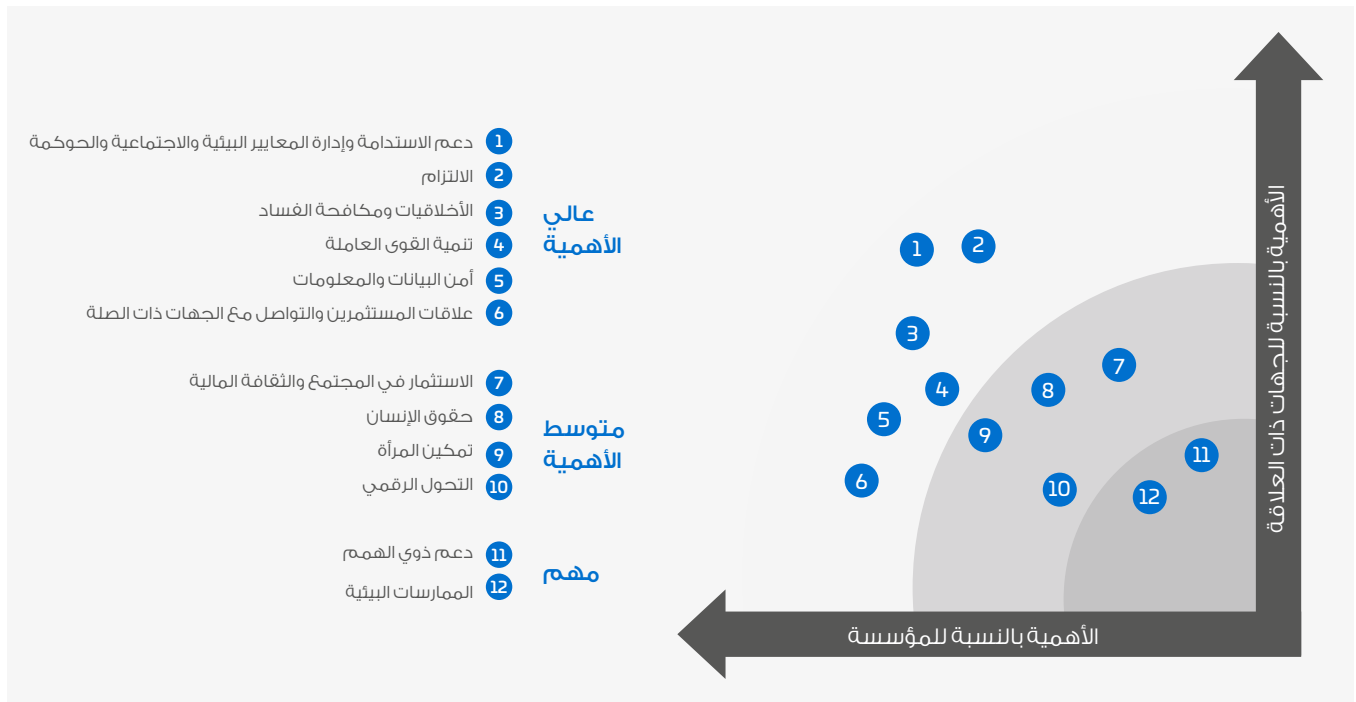 عالي
الأهمية
1 دعم الاستدامة وإدارة المعايير البيئية والاجتماعية والحوكمة
2 الالتزام
3 الأخلاقيات ومكافحة الفساد
4 تنمية القوى العاملة
5 أمن البيانات والمعلومات
6 علاقات المستثمرين والتواصل مع الجهات ذات الصلة
متوسط
الأهمية
7 الاستثمار في المجتمع والثقافة المالية
8 حقوق الإنسان
9 تمكين المرأة
10 التحول الرقمي
مهم
11 دعم ذوي الهمم
12 الممارسات البيئية
الأهمية بالنسبة للجهات ذات العلاقة
2
1
3
7
4
8
5
9
11
6
10
12
الأهمية بالنسبة للمؤسسة